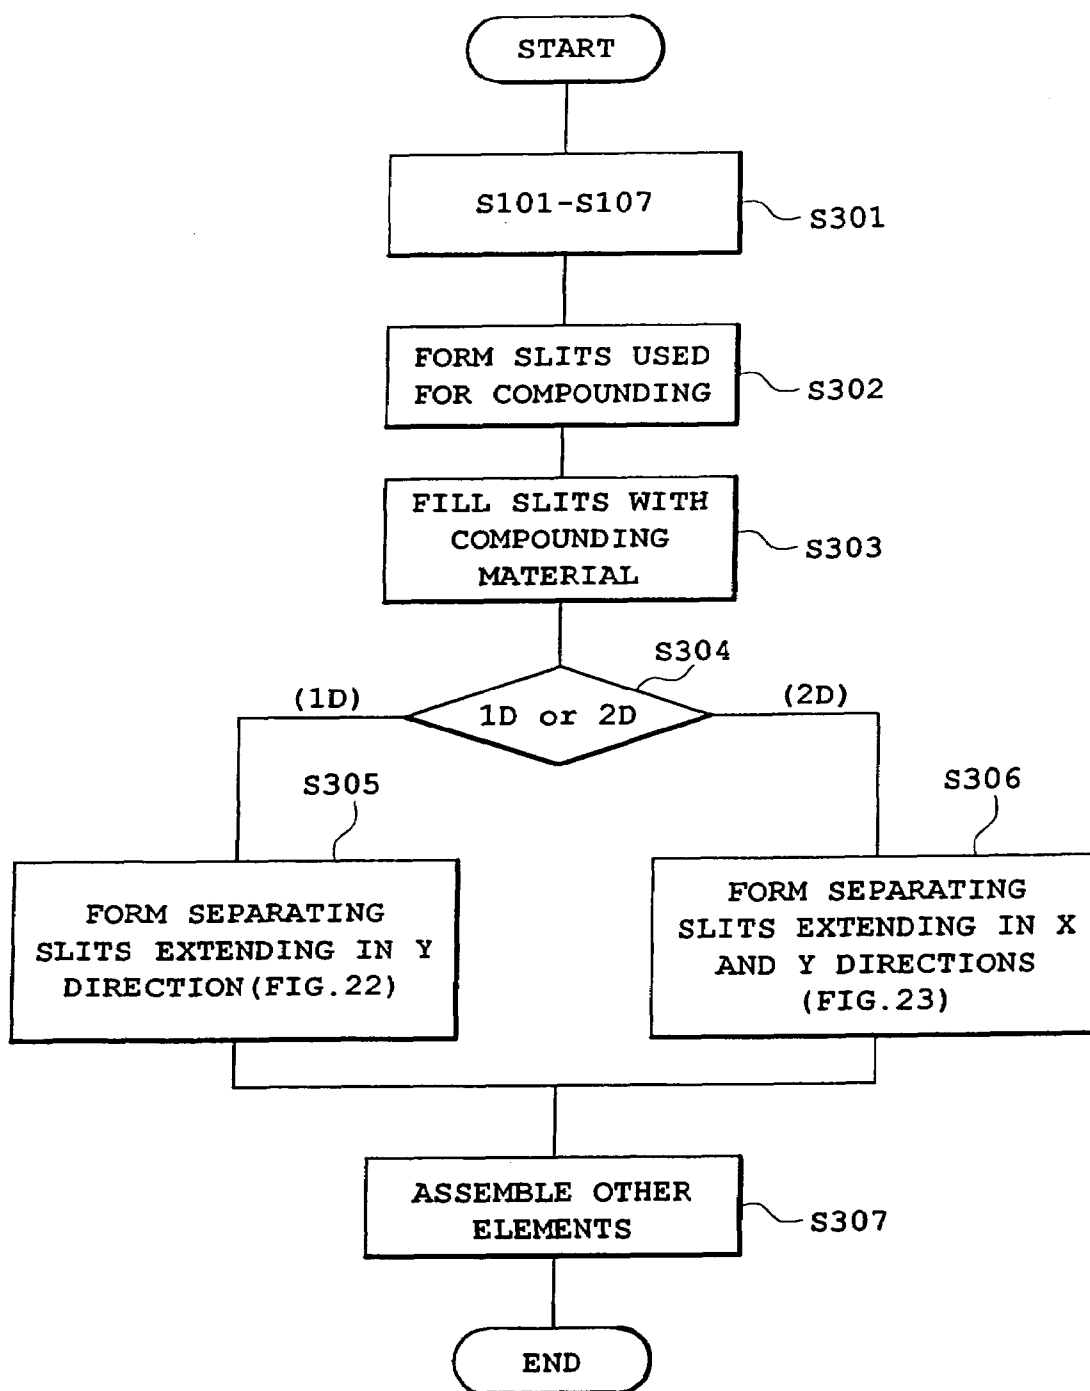 START
S101-S107
S301
FORM SLITS USED
FOR COMPOUNDING
S302
FILL SLITS WITH
COMPOUNDING
MATERIAL
S303
S304
(1D)
1D or 2D
(2D)
S305
S306
FORM SEPARATING
SLITS EXTENDING IN Y
DIRECTION(FIG.22)
FORM SEPARATING
SLITS EXTENDING IN X
AND Y DIRECTIONS
(FIG.23)
ASSEMBLE OTHER
ELEMENTS
S307
END